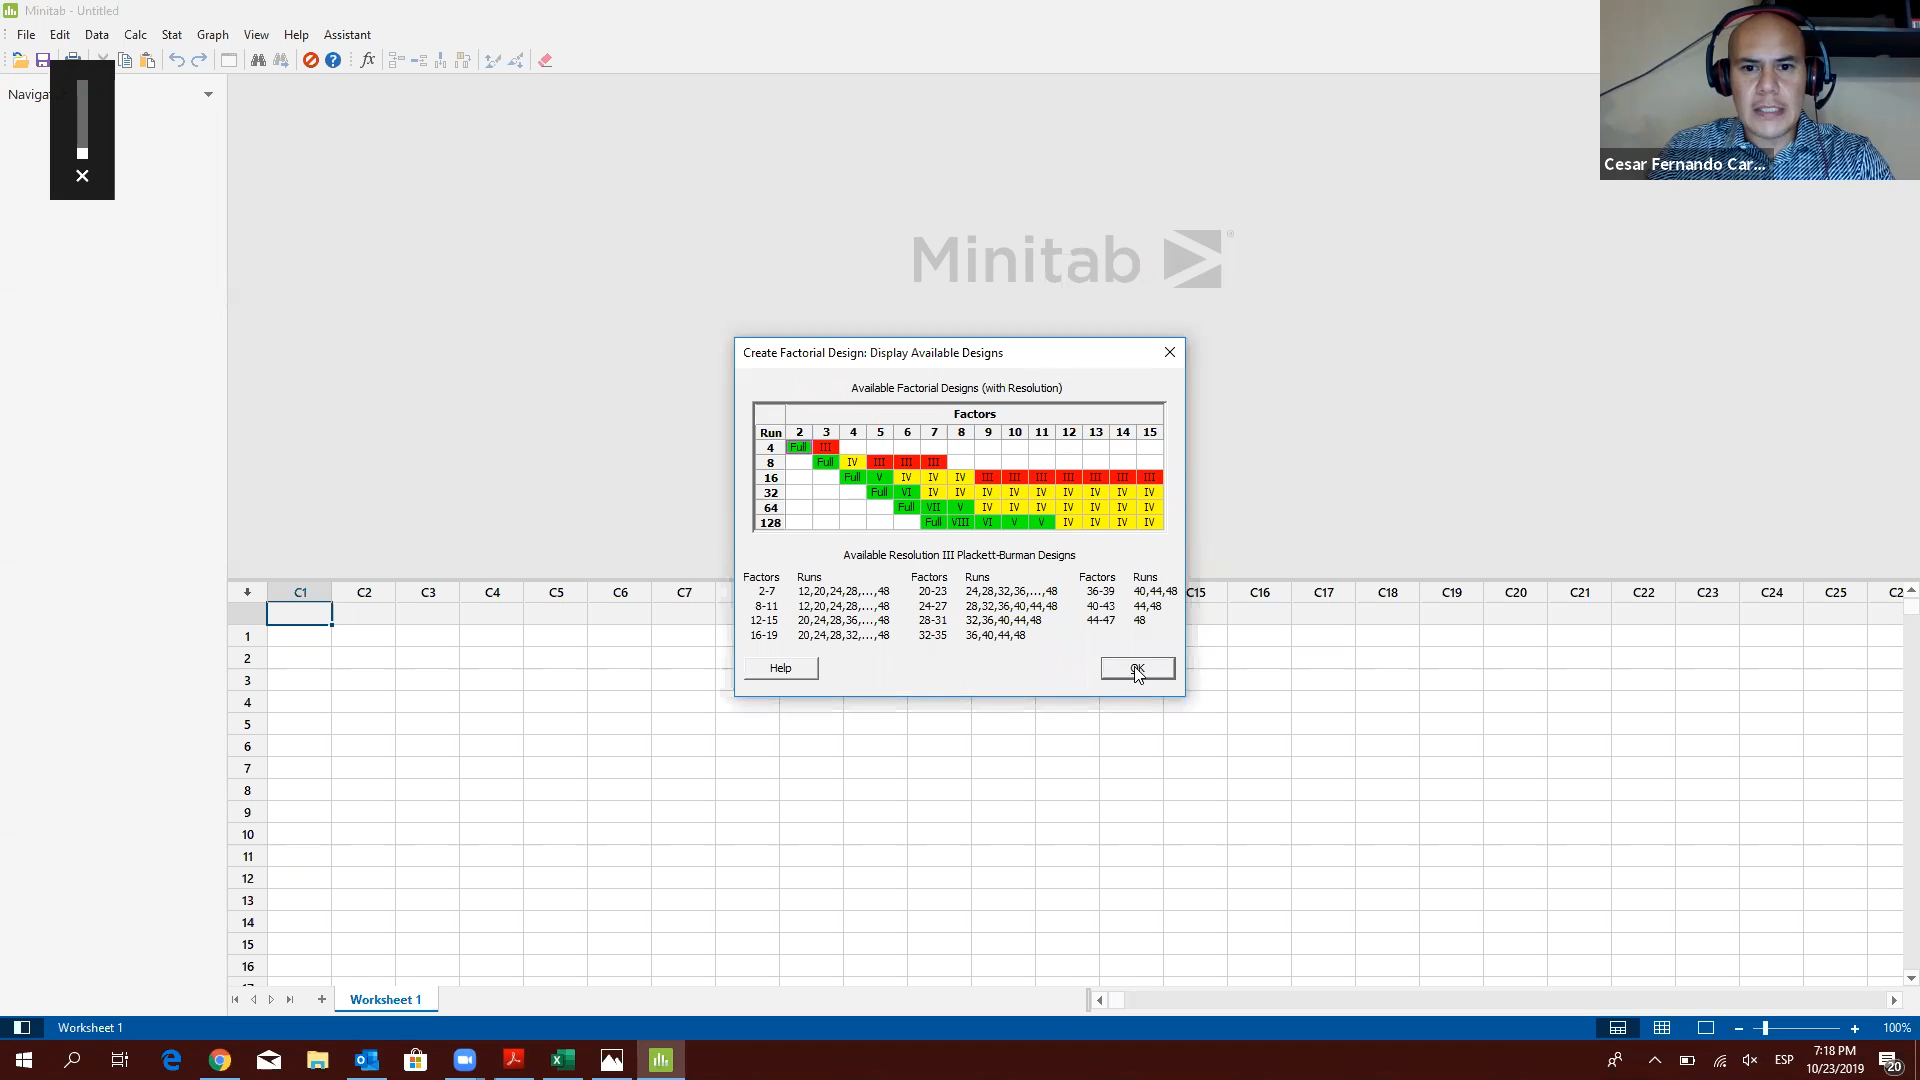 Minitab - Untitled
File Edit Data Calc Stat Graph View Help Assistant
fx
Navigat
Cesar Fernando Car...
Minitab
Create Factorial Design: Display Available Designs
Available Factorial Designs (with Resolution)
Factors
Run 2 3 4 5 6 7 8 9 10 11 12 13 14 15
4 Full III
8 Full IV III III III
16 Full V IV IV IV III III III III III III III
32 Full VI IV IV IV IV IV IV IV IV IV
64 Full VII V IV IV IV IV IV IV IV
128 Full VIII VI V V IV IV IV IV
Available Resolution III Plackett-Burman Designs
Factors Runs Factors Runs Factors Runs
2-7 12,20,24,28,...,48 20-23 24,28,32,36,...,48 36-39 40,44,48
8-11 12,20,24,28,...,48 24-27 28,32,36,40,44,48 40-43 44,48
12-15 20,24,28,36,...,48 28-31 32,36,40,44,48 44-47 48
16-19 20,24,28,32,...,48 32-35 36,40,44,48
Help OK
C1 C2 C3 C4 C5 C6 C7 C15 C16 C17 C18 C19 C20 C21 C22 C23 C24 C25 C2
1
2
3
4
5
6
7
8
9
10
11
12
13
14
15
16
Worksheet 1
Worksheet 1
100%
ESP
7:18 PM
10/23/2019
20